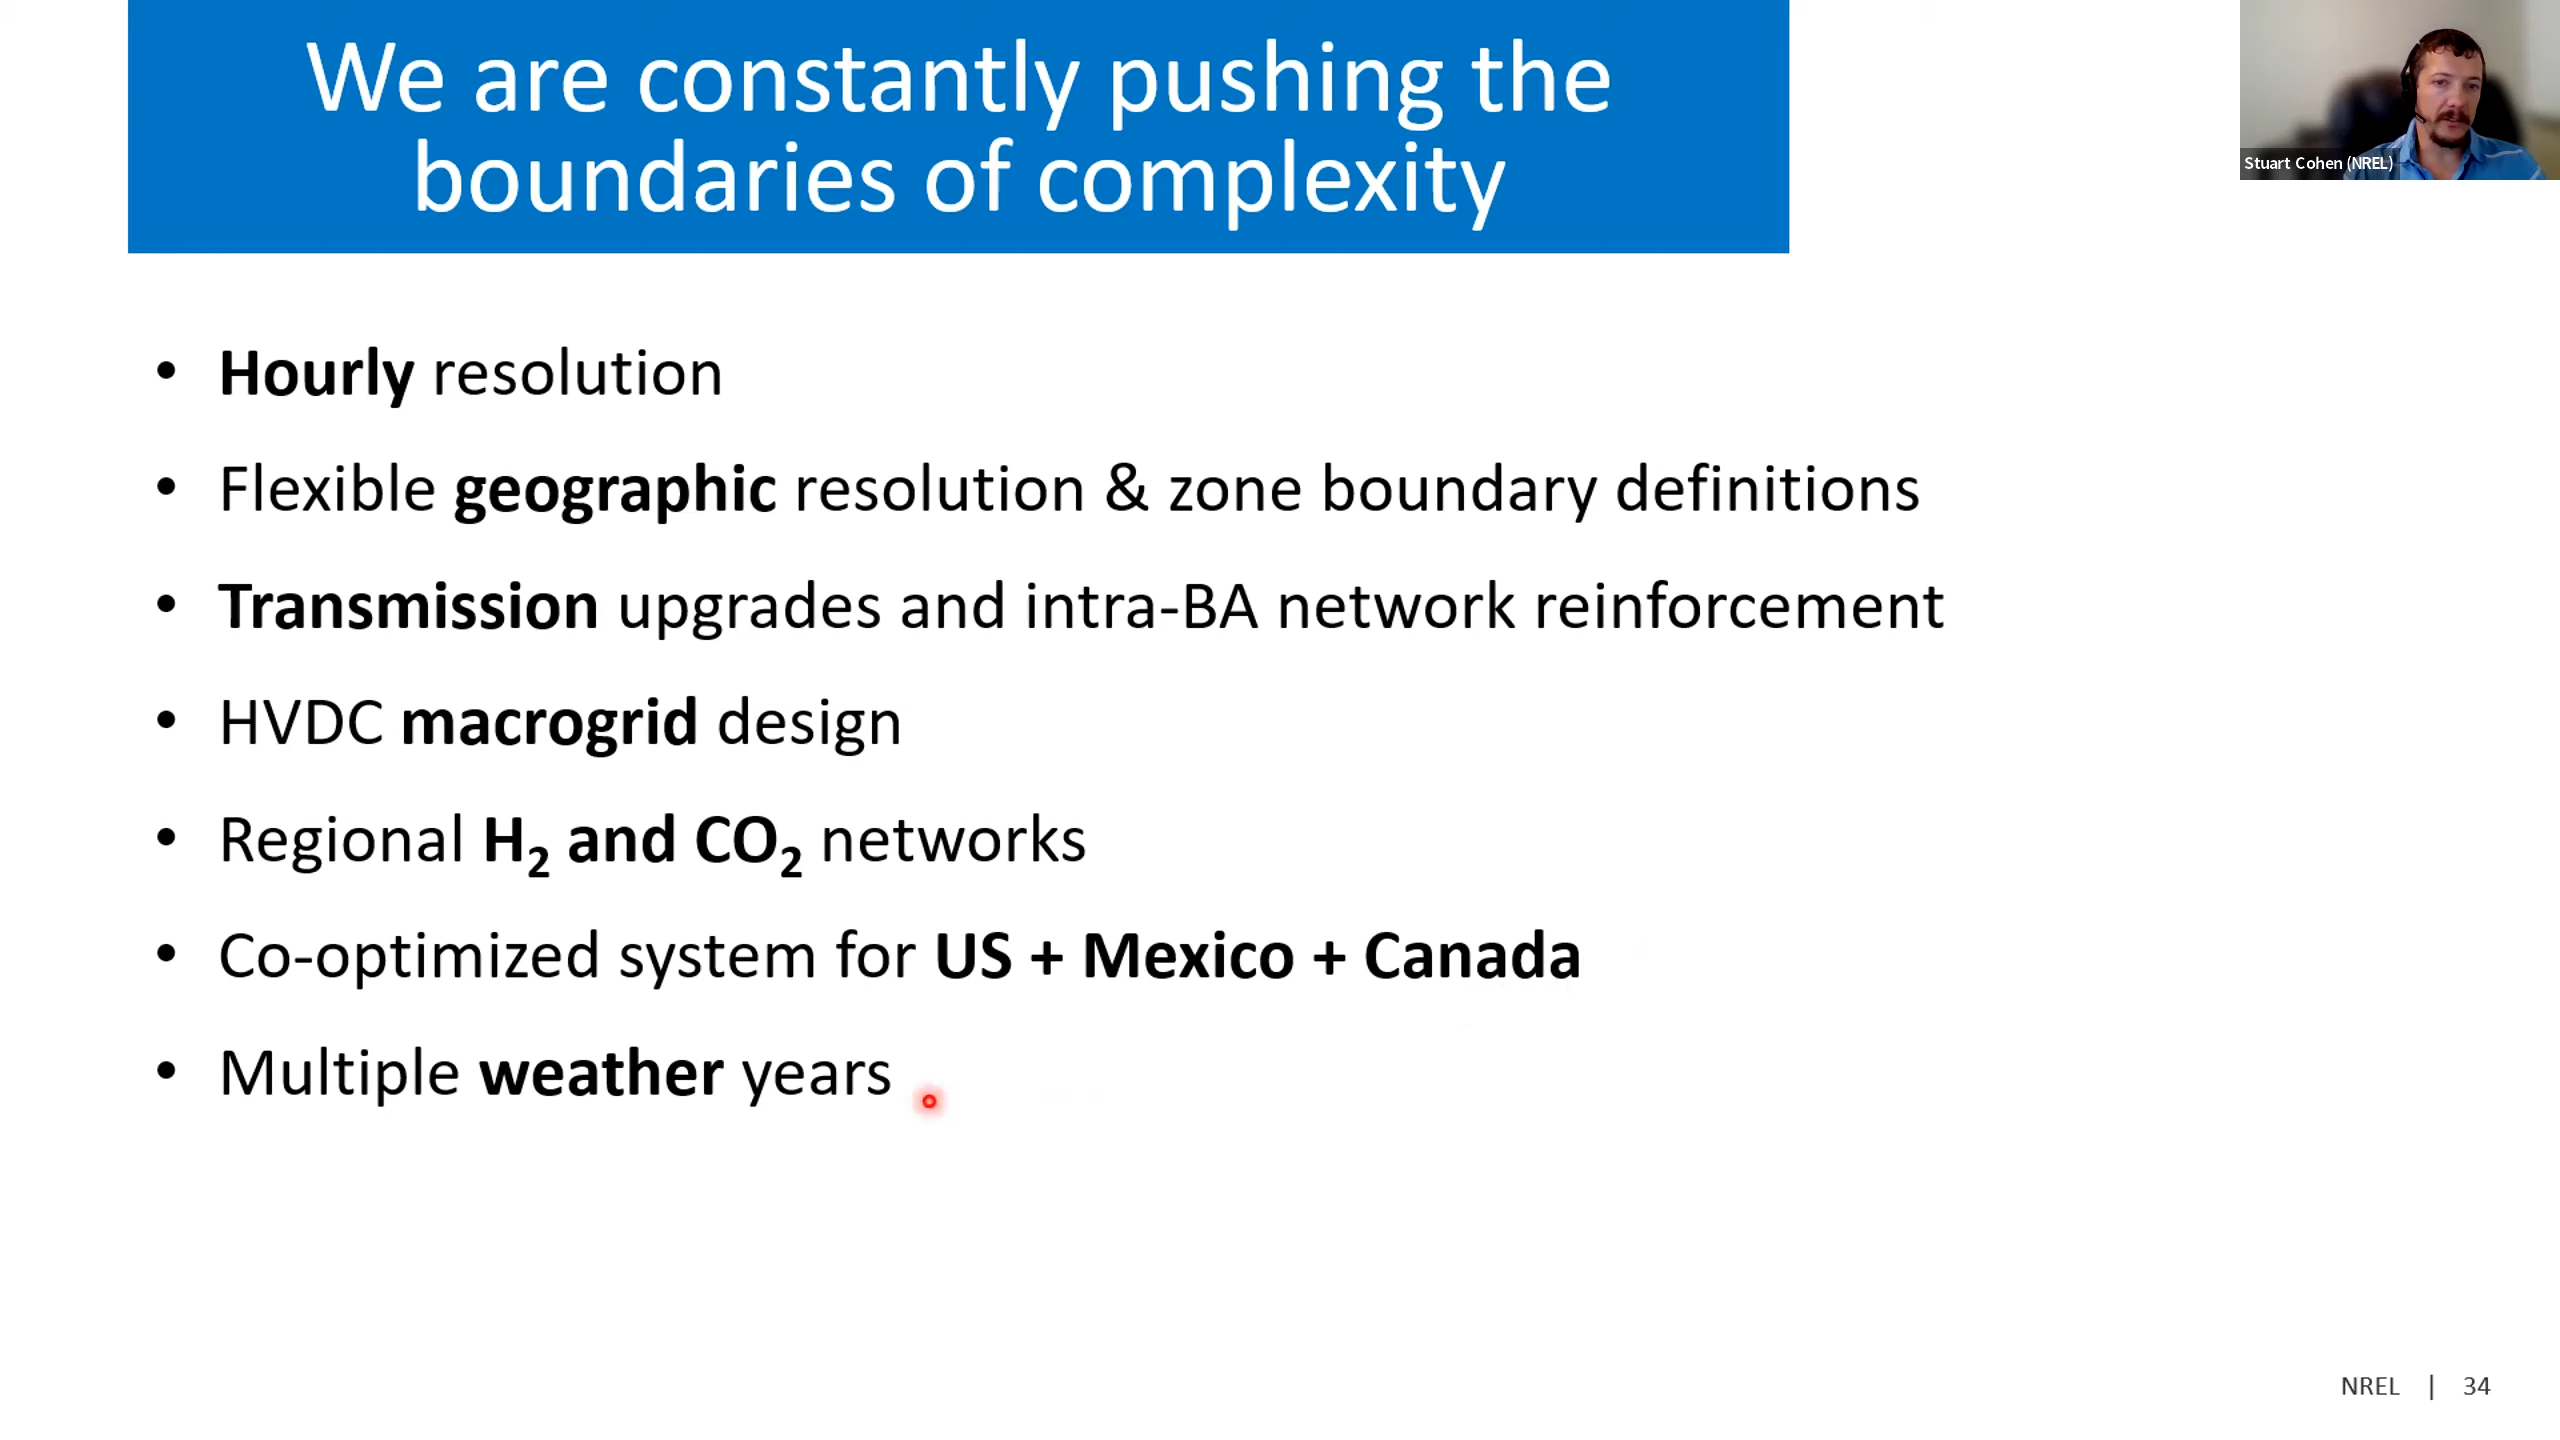 We are constantly pushing the
boundaries of complexity
Stuart Cohen (NREL)
• Hourly resolution
• Flexible geographic resolution & zone boundary definitions
• Transmission upgrades and intra-BA network reinforcement
• HVDC macrogrid design
• Regional H₂ and CO₂ networks
• Co-optimized system for US + Mexico + Canada
• Multiple weather years
NREL | 34